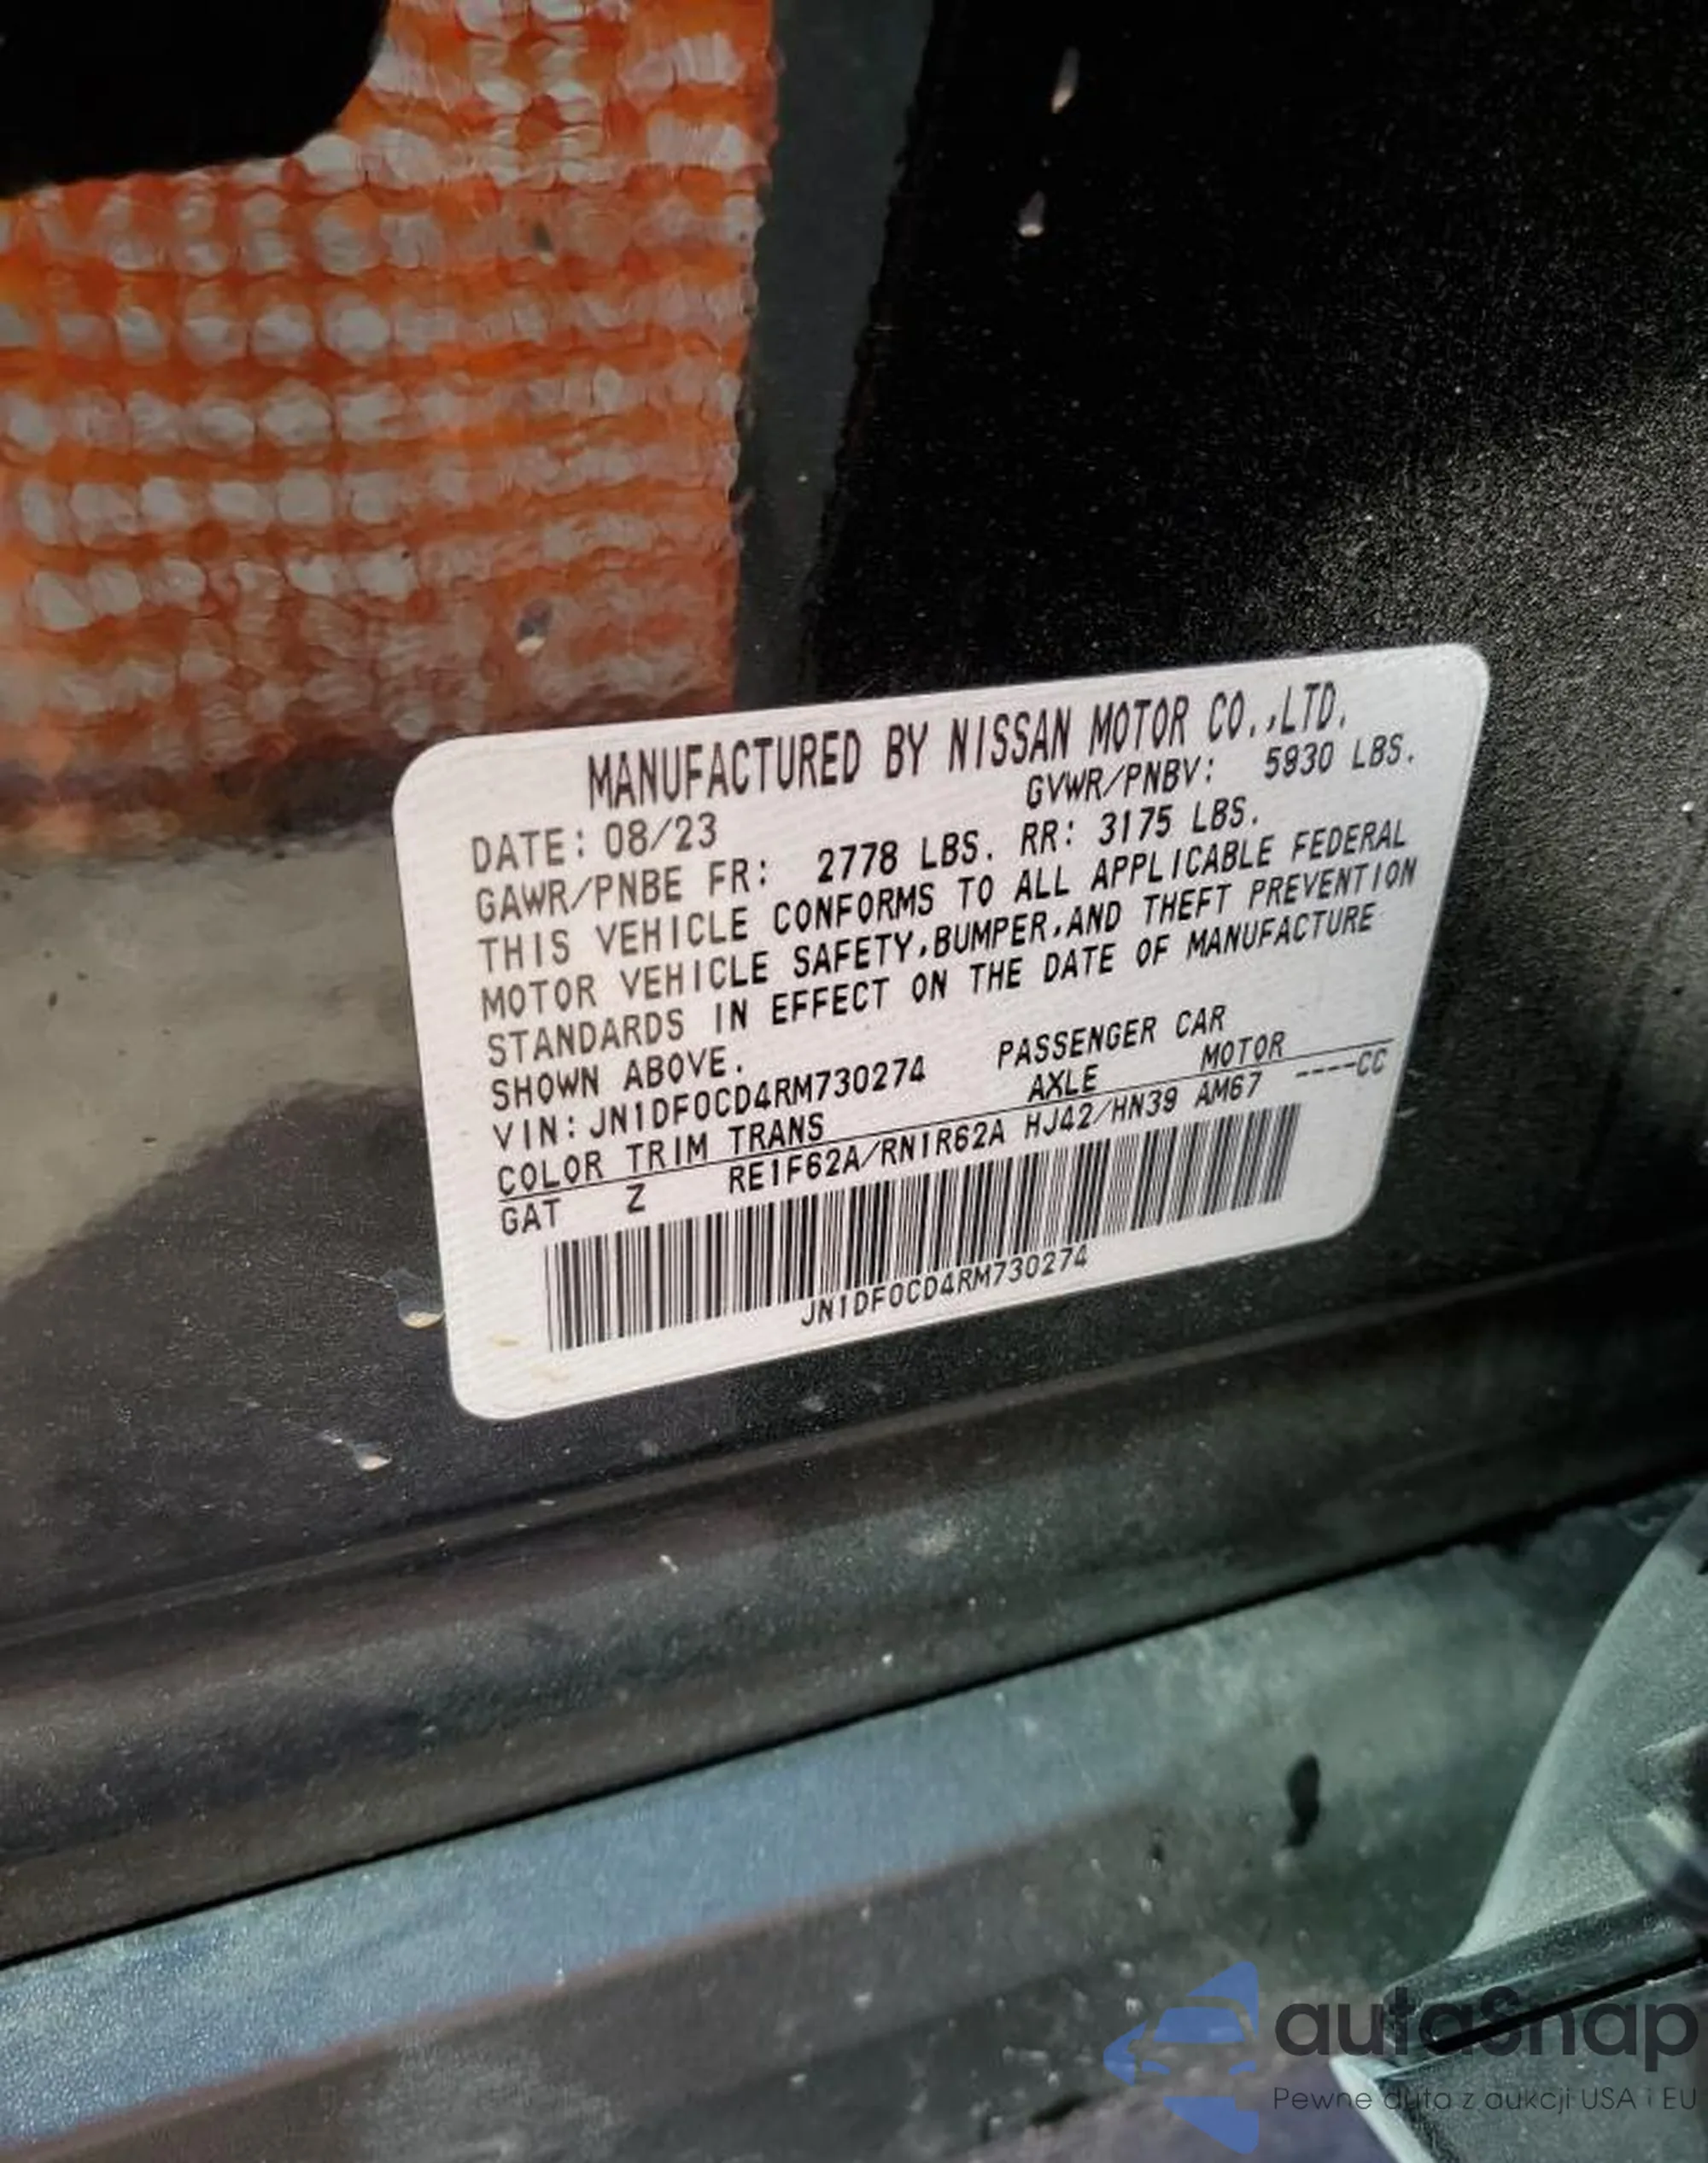 MANUFACTURED BY NISSAN MOTOR CO.,LTD.
DATE: 08/23 GVWR/PNBV: 5930 LBS.
GAWR/PNBE FR: 2778 LBS. RR: 3175 LBS.
THIS VEHICLE CONFORMS TO ALL APPLICABLE FEDERAL
MOTOR VEHICLE SAFETY,BUMPER,AND THEFT PREVENTION
STANDARDS IN EFFECT ON THE DATE OF MANUFACTURE
SHOWN ABOVE.
VIN: JN1DF0CD4RM730274 PASSENGER CAR
COLOR TRIM TRANS AXLE MOTOR
GAT Z RE1F62A/RN1R62A HJ42/HN39 AM67 ----CC
JN1DF0CD4RM730274
autaSnap
Pewne auta z aukcji USA i EU